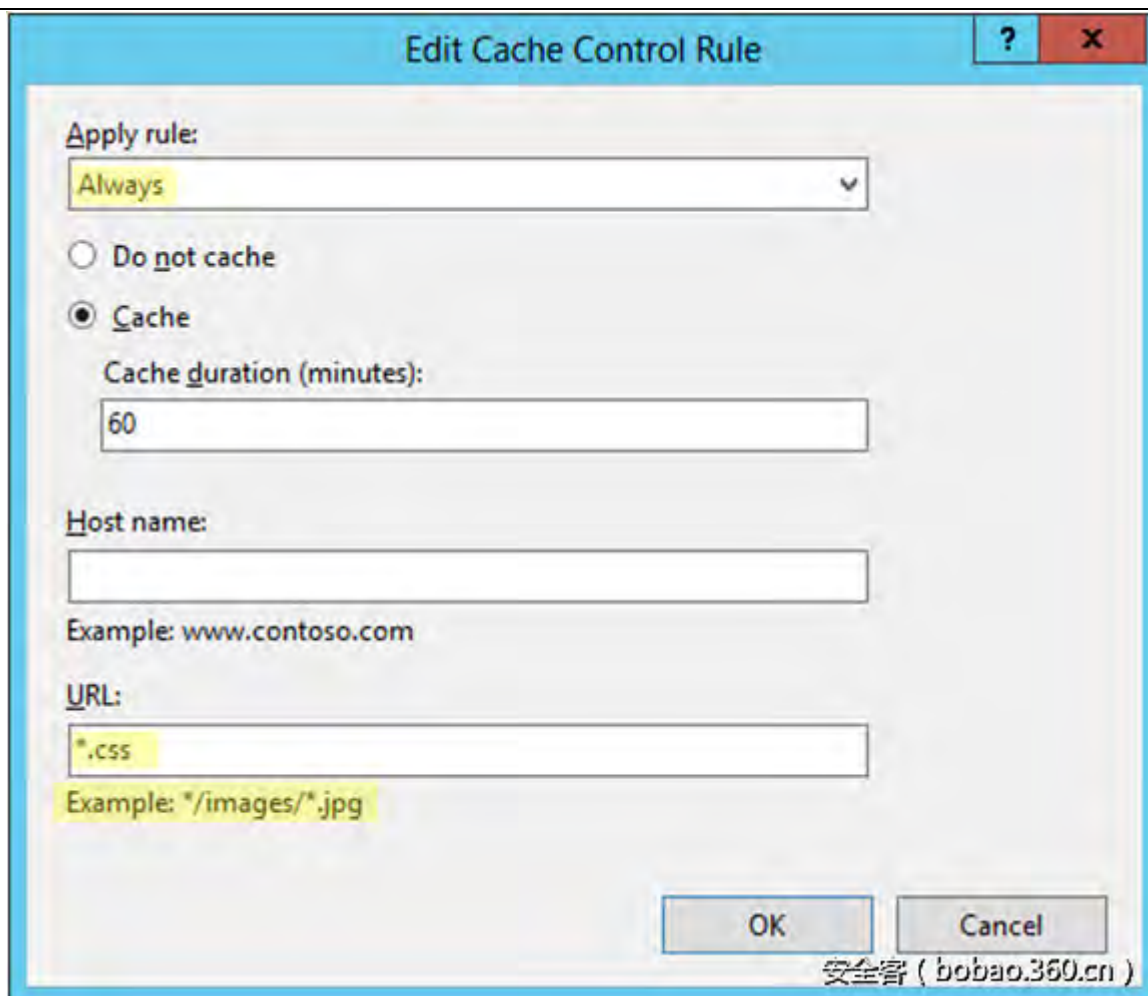 Edit Cache Control Rule
?
x
Apply rule:
Always
Do not cache
Cache
Cache duration (minutes):
60
Host name:
Example: www.contoso.com
URL:
*.css
Example: */images/*.jpg
OK
Cancel
安全客 ( bobao.360.cn )